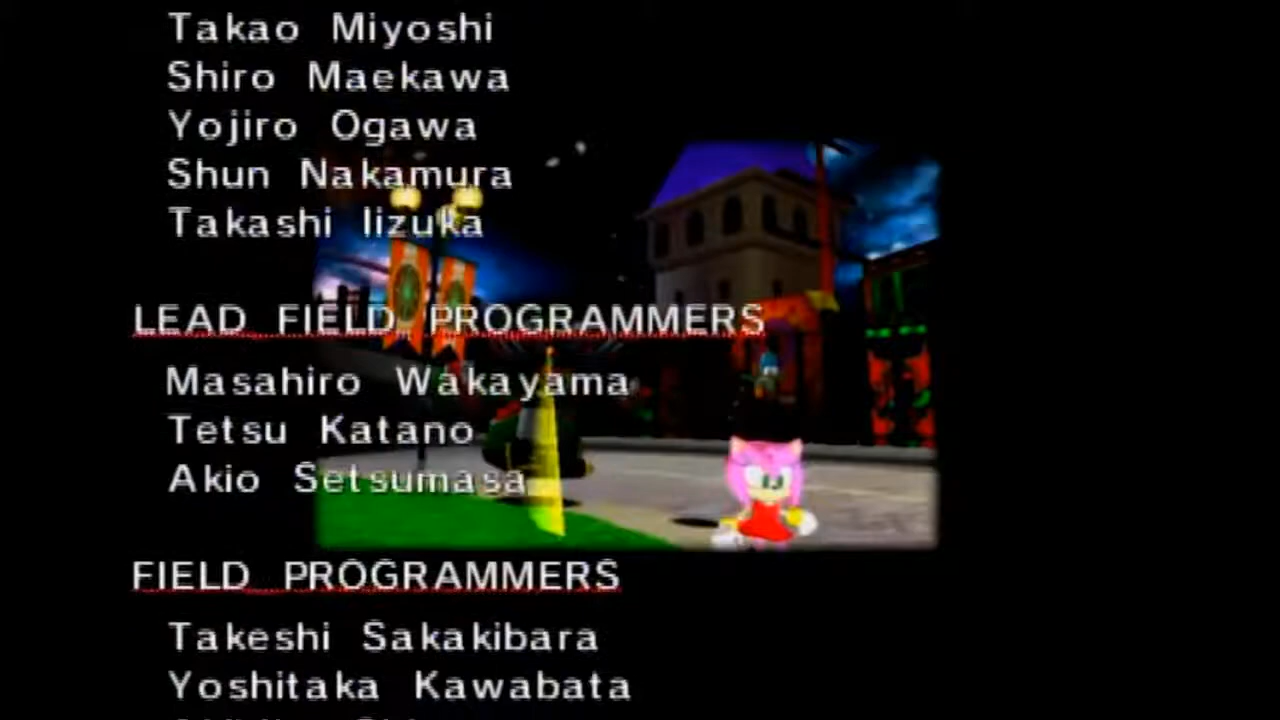 Takao Miyoshi
Shiro Maekawa
Yojiro Ogawa
Shun Nakamura
Takashi Iizuka
LEAD FIELD PROGRAMMERS
Masahiro Wakayama
Tetsu Katano
Akio Setsumasa
FIELD PROGRAMMERS
Takeshi Sakakibara
Yoshitaka Kawabata